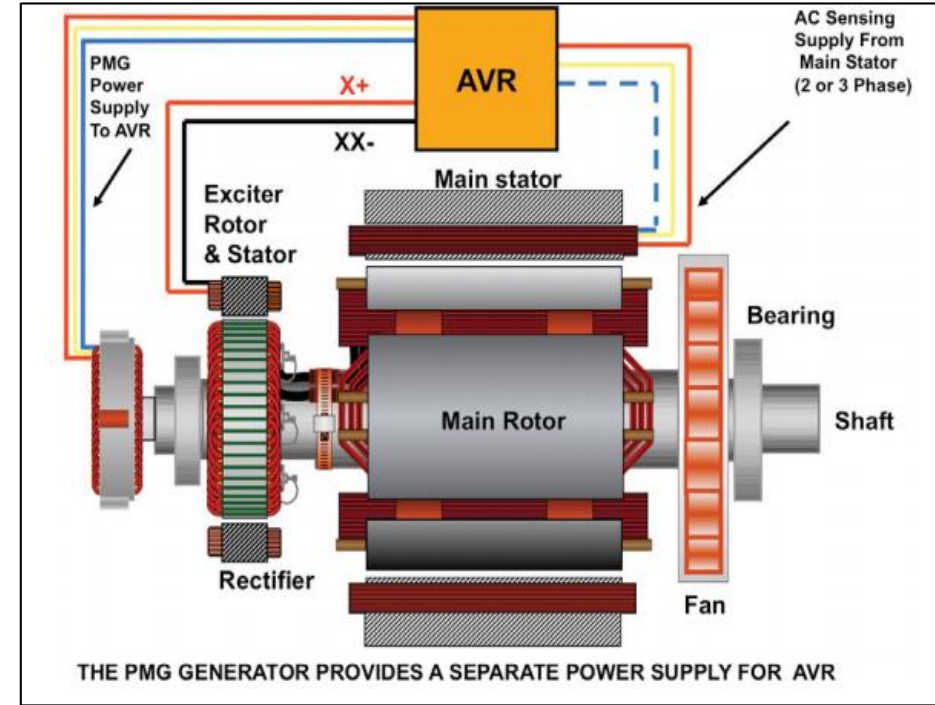 PMG
Power
Supply
To AVR
X+
XX-
AVR
AC Sensing
Supply From
Main Stator
(2 or 3 Phase)
Exciter
Rotor
& Stator
Main stator
Bearing
Main Rotor
Shaft
Rectifier
Fan
THE PMG GENERATOR PROVIDES A SEPARATE POWER SUPPLY FOR AVR